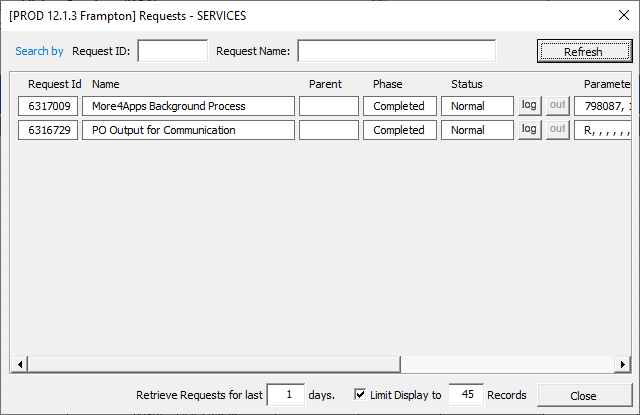 [PROD 12.1.3 Frampton] Requests - SERVICES
Search by Request ID: Request Name: Refresh
Request Id Name Parent Phase Status Parameter
6317009 More4Apps Background Process Completed Normal log out 798087, 1
6316729 PO Output for Communication Completed Normal log out R, , , , , ,
Retrieve Requests for last 1 days. Limit Display to 45 Records Close